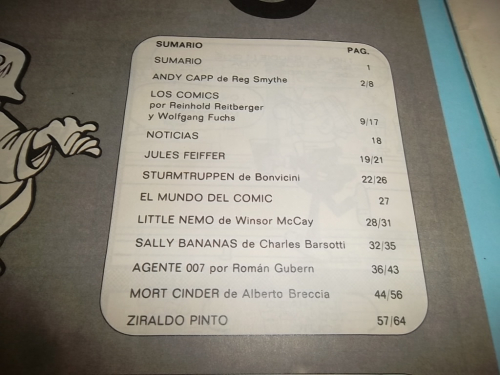 SUMARIO PAG.
SUMARIO 1
ANDY CAPP de Reg Smythe 2/8
LOS COMICS
por Reinhold Reitberger
y Wolfgang Fuchs 9/17
NOTICIAS 18
JULES FEIFFER 19/21
STURMTRUPPEN de Bonvicini 22/26
EL MUNDO DEL COMIC 27
LITTLE NEMO de Winsor McCay 28/31
SALLY BANANAS de Charles Barsotti 32/35
AGENTE 007 por Román Gubern 36/43
MORT CINDER de Alberto Breccia 44/56
ZIRALDO PINTO 57/64